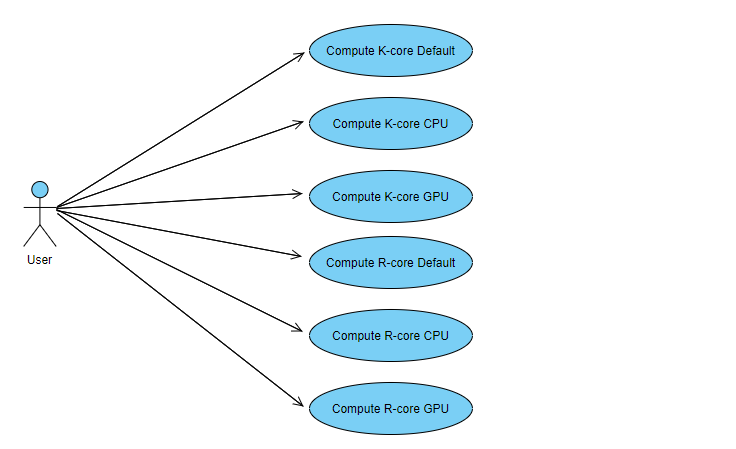 Compute K-core Default
Compute K-core CPU
Compute K-core GPU
User
Compute R-core Default
Compute R-core CPU
Compute R-core GPU